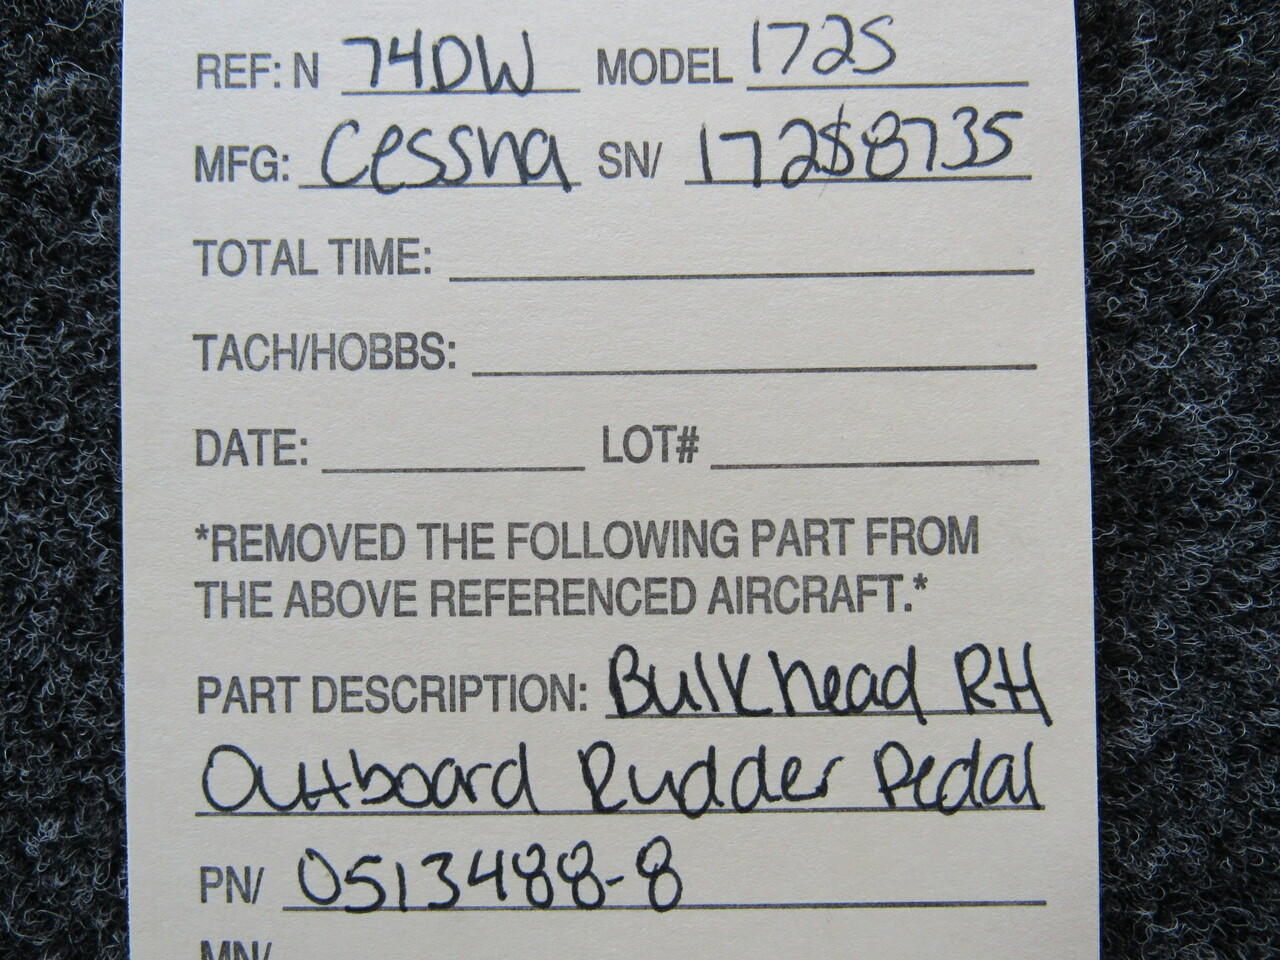 REF: N 74DW MODEL 172S
MFG: Cessna SN/ 172S8735
TOTAL TIME:
TACH/HOBBS:
DATE: LOT#
*REMOVED THE FOLLOWING PART FROM
THE ABOVE REFERENCED AIRCRAFT.*
PART DESCRIPTION: Bulkhead RH
Outboard Rudder Pedal
PN/ 0513488-8
MN/